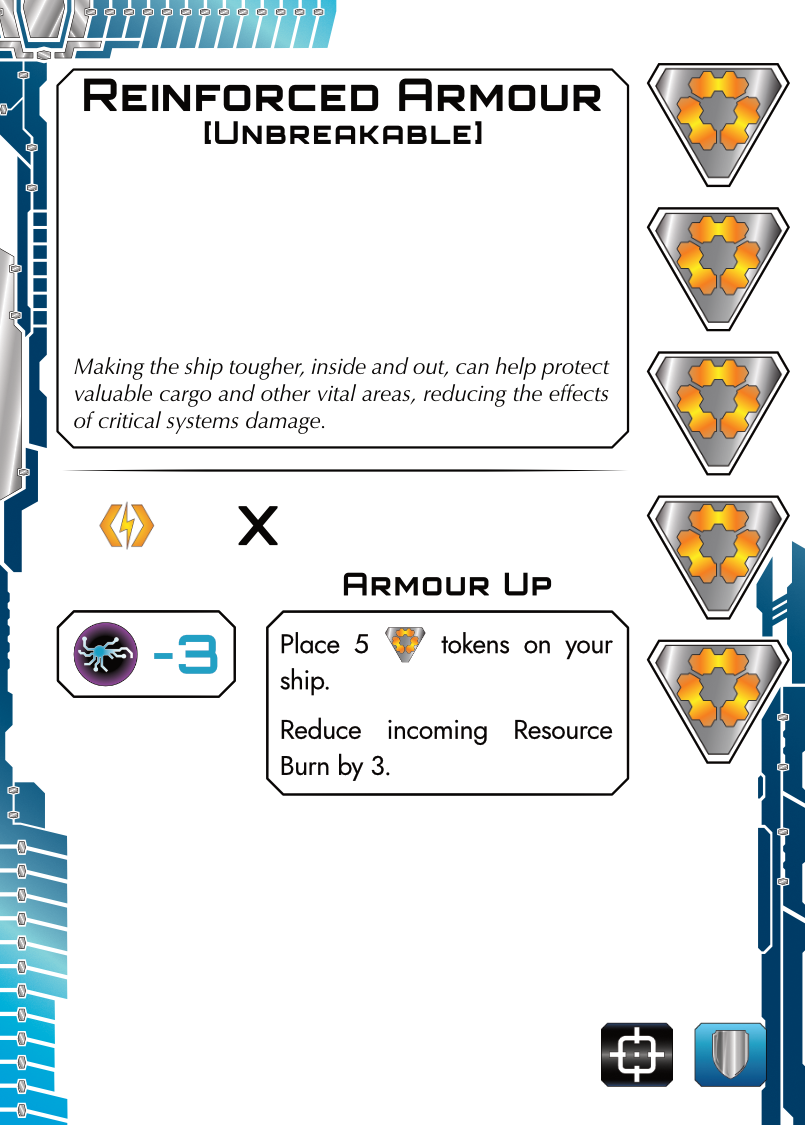 Reinforced Armour
[Unbreakable]
Making the ship tougher, inside and out, can help protect
valuable cargo and other vital areas, reducing the effects
of critical systems damage.
X
Armour Up
-3
Place 5 tokens on your
ship.
Reduce incoming Resource
Burn by 3.